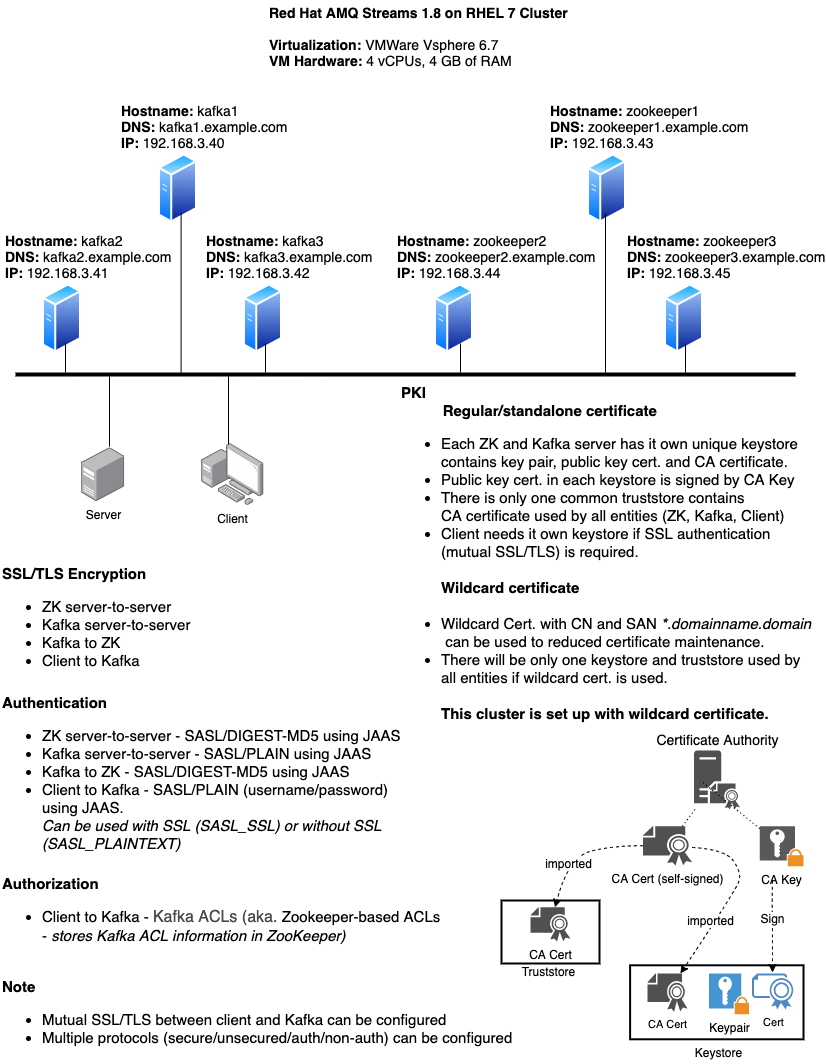 Red Hat AMQ Streams 1.8 on RHEL 7 Cluster
Virtualization: VMWare Vsphere 6.7
VM Hardware: 4 vCPUs, 4 GB of RAM
Hostname: kafka1
DNS: kafka1.example.com
IP: 192.168.3.40
Hostname: zookeeper1
DNS: zookeeper1.example.com
IP: 192.168.3.43
Hostname: kafka2
DNS: kafka2.example.com
IP: 192.168.3.41
Hostname: kafka3
DNS: kafka3.example.com
IP: 192.168.3.42
Hostname: zookeeper2
DNS: zookeeper2.example.com
IP: 192.168.3.44
Hostname: zookeeper3
DNS: zookeeper3.example.com
IP: 192.168.3.45
Server
Client
PKI
Regular/standalone certificate
• Each ZK and Kafka server has it own unique keystore
contains key pair, public key cert. and CA certificate.
• Public key cert. in each keystore is signed by CA Key
• There is only one common truststore contains
CA certificate used by all entities (ZK, Kafka, Client)
• Client needs it own keystore if SSL authentication
(mutual SSL/TLS) is required.
Wildcard certificate
• Wildcard Cert. with CN and SAN *.domainname.domain
can be used to reduced certificate maintenance.
• There will be only one keystore and truststore used by
all entities if wildcard cert. is used.
This cluster is set up with wildcard certificate.
SSL/TLS Encryption
• ZK server-to-server
• Kafka server-to-server
• Kafka to ZK
• Client to Kafka
Authentication
• ZK server-to-server - SASL/DIGEST-MD5 using JAAS
• Kafka server-to-server - SASL/PLAIN using JAAS
• Kafka to ZK - SASL/DIGEST-MD5 using JAAS
• Client to Kafka - SASL/PLAIN (username/password)
using JAAS.
Can be used with SSL (SASL_SSL) or without SSL
(SASL_PLAINTEXT)
Authorization
• Client to Kafka - Kafka ACLs (aka. Zookeeper-based ACLs
- stores Kafka ACL information in ZooKeeper)
Note
• Mutual SSL/TLS between client and Kafka can be configured
• Multiple protocols (secure/unsecured/auth/non-auth) can be configured
Certificate Authority
imported
CA Cert (self-signed)
CA Key
imported
Sign
CA Cert
Truststore
CA Cert
Keypair
Cert
Keystore